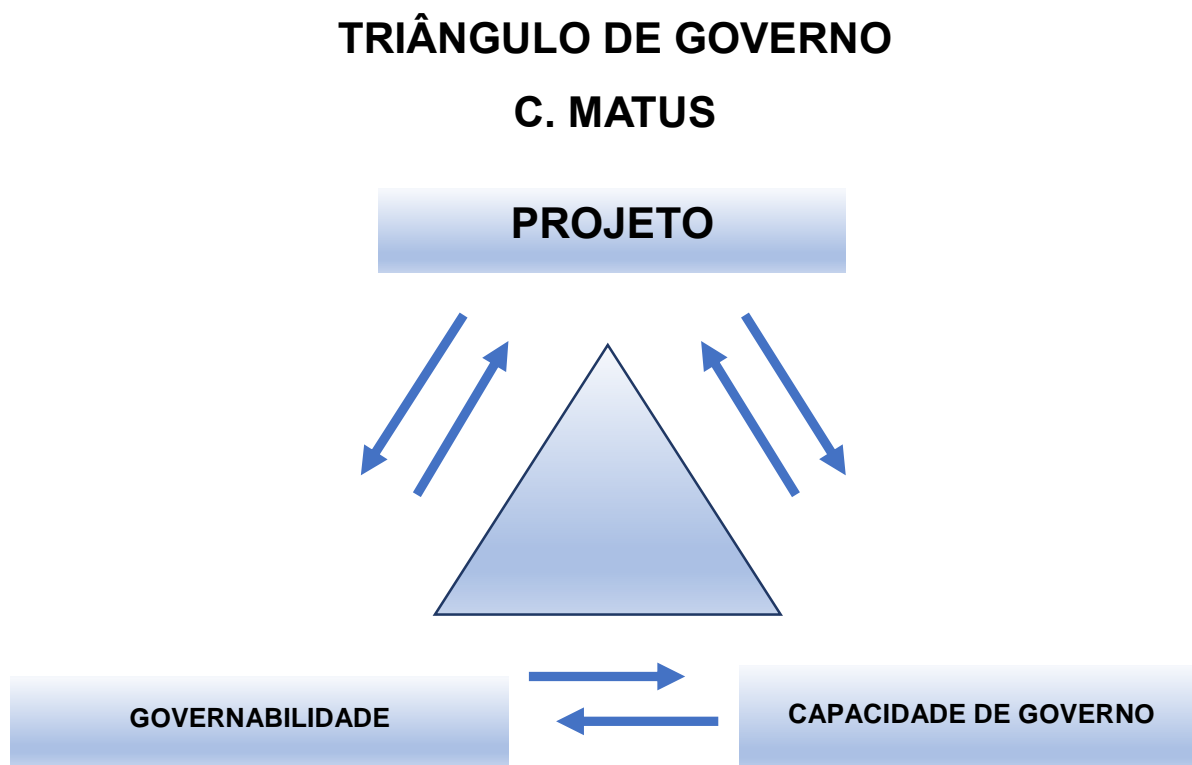 TRIÂNGULO DE GOVERNO
C. MATUS
PROJETO
GOVERNABILIDADE
CAPACIDADE DE GOVERNO